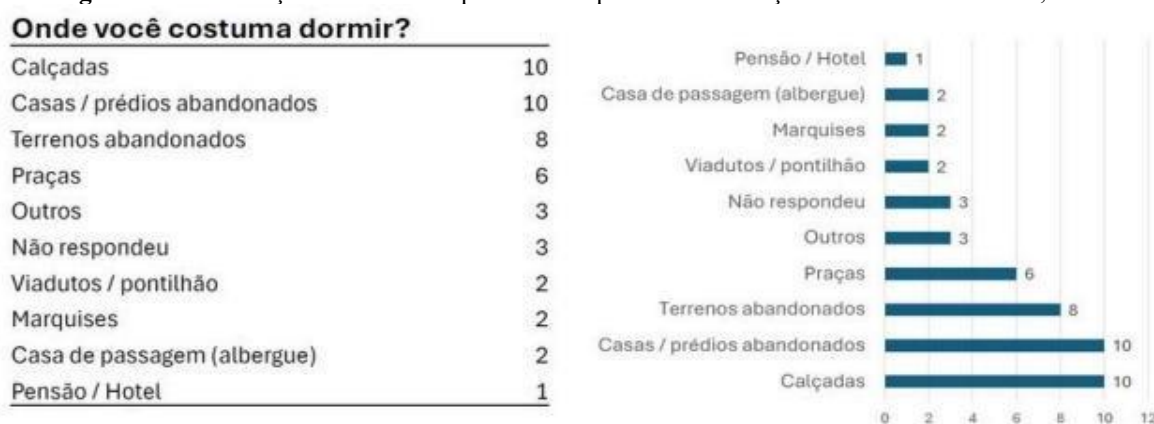 Onde você costuma dormir?
Calçadas 10
Casas / prédios abandonados 10
Terrenos abandonados 8
Praças 6
Outros 3
Não respondeu 3
Viadutos / pontilhão 2
Marquises 2
Casa de passagem (albergue) 2
Pensão / Hotel 1
Pensão / Hotel 1
Casa de passagem (albergue) 2
Marquises 2
Viadutos / pontilhão 2
Não respondeu 3
Outros 3
Praças 6
Terrenos abandonados 8
Casas / prédios abandonados 10
Calçadas 10
0 2 4 6 8 10 12